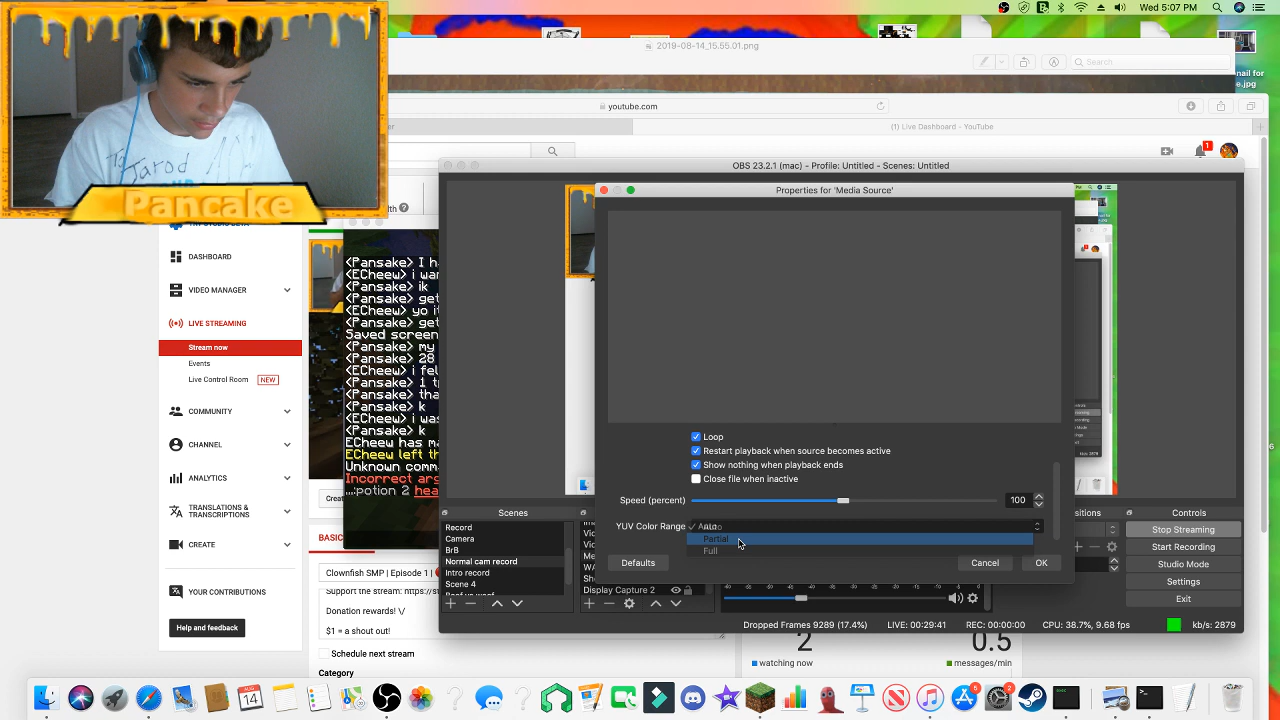 Wed 5:07 PM
2019-08-14_15.55.01.png
Search
youtube.com
(1) Live Dashboard - YouTube
1
To
Jarod
Pancake
DASHBOARD
VIDEO MANAGER
LIVE STREAMING
Stream now
Events
Live Control Room NEW
COMMUNITY
CHANNEL
ANALYTICS
TRANSLATIONS &
TRANSCRIPTIONS
CREATE
YOUR CONTRIBUTIONS
Help and feedback
<Pansake> I
<ECheew> i
<Pansake> ik
<Pansake> get
<ECheew> yo
<Pansake> get
Saved
<Pansake> my
<Pansake> 28
<ECheew> i
<Pansake>
<Pansake>
<ECheew> k
<ECheew> i
<Pansake> k
ECheew has
ECheew left
Unknown
Incorrect
potion 2
BASIC
Clownfish SMP | Episode 1 |
Support the stream:
Donation rewards! \/
$1 = a shout out!
Schedule next stream
Category
OBS 23.2.1 (mac) - Profile: Untitled - Scenes: Untitled
Properties for 'Media Source'
Loop
Restart playback when source becomes active
Show nothing when playback ends
Close file when inactive
Speed (percent) 100
YUV Color Range Auto
Partial
Full
Defaults
Cancel
OK
Scenes
Record
Camera
BrB
Normal cam record
Intro record
Scene 4
Display Capture 2
Controls
Stop Streaming
Start Recording
Studio Mode
Settings
Exit
Dropped Frames 9289 (17.4%) LIVE: 00:29:41 REC: 00:00:00 CPU: 38.7%, 9.68 fps kb/s: 2879
2
watching now
0.5
messages/min
AUG
14
5
2